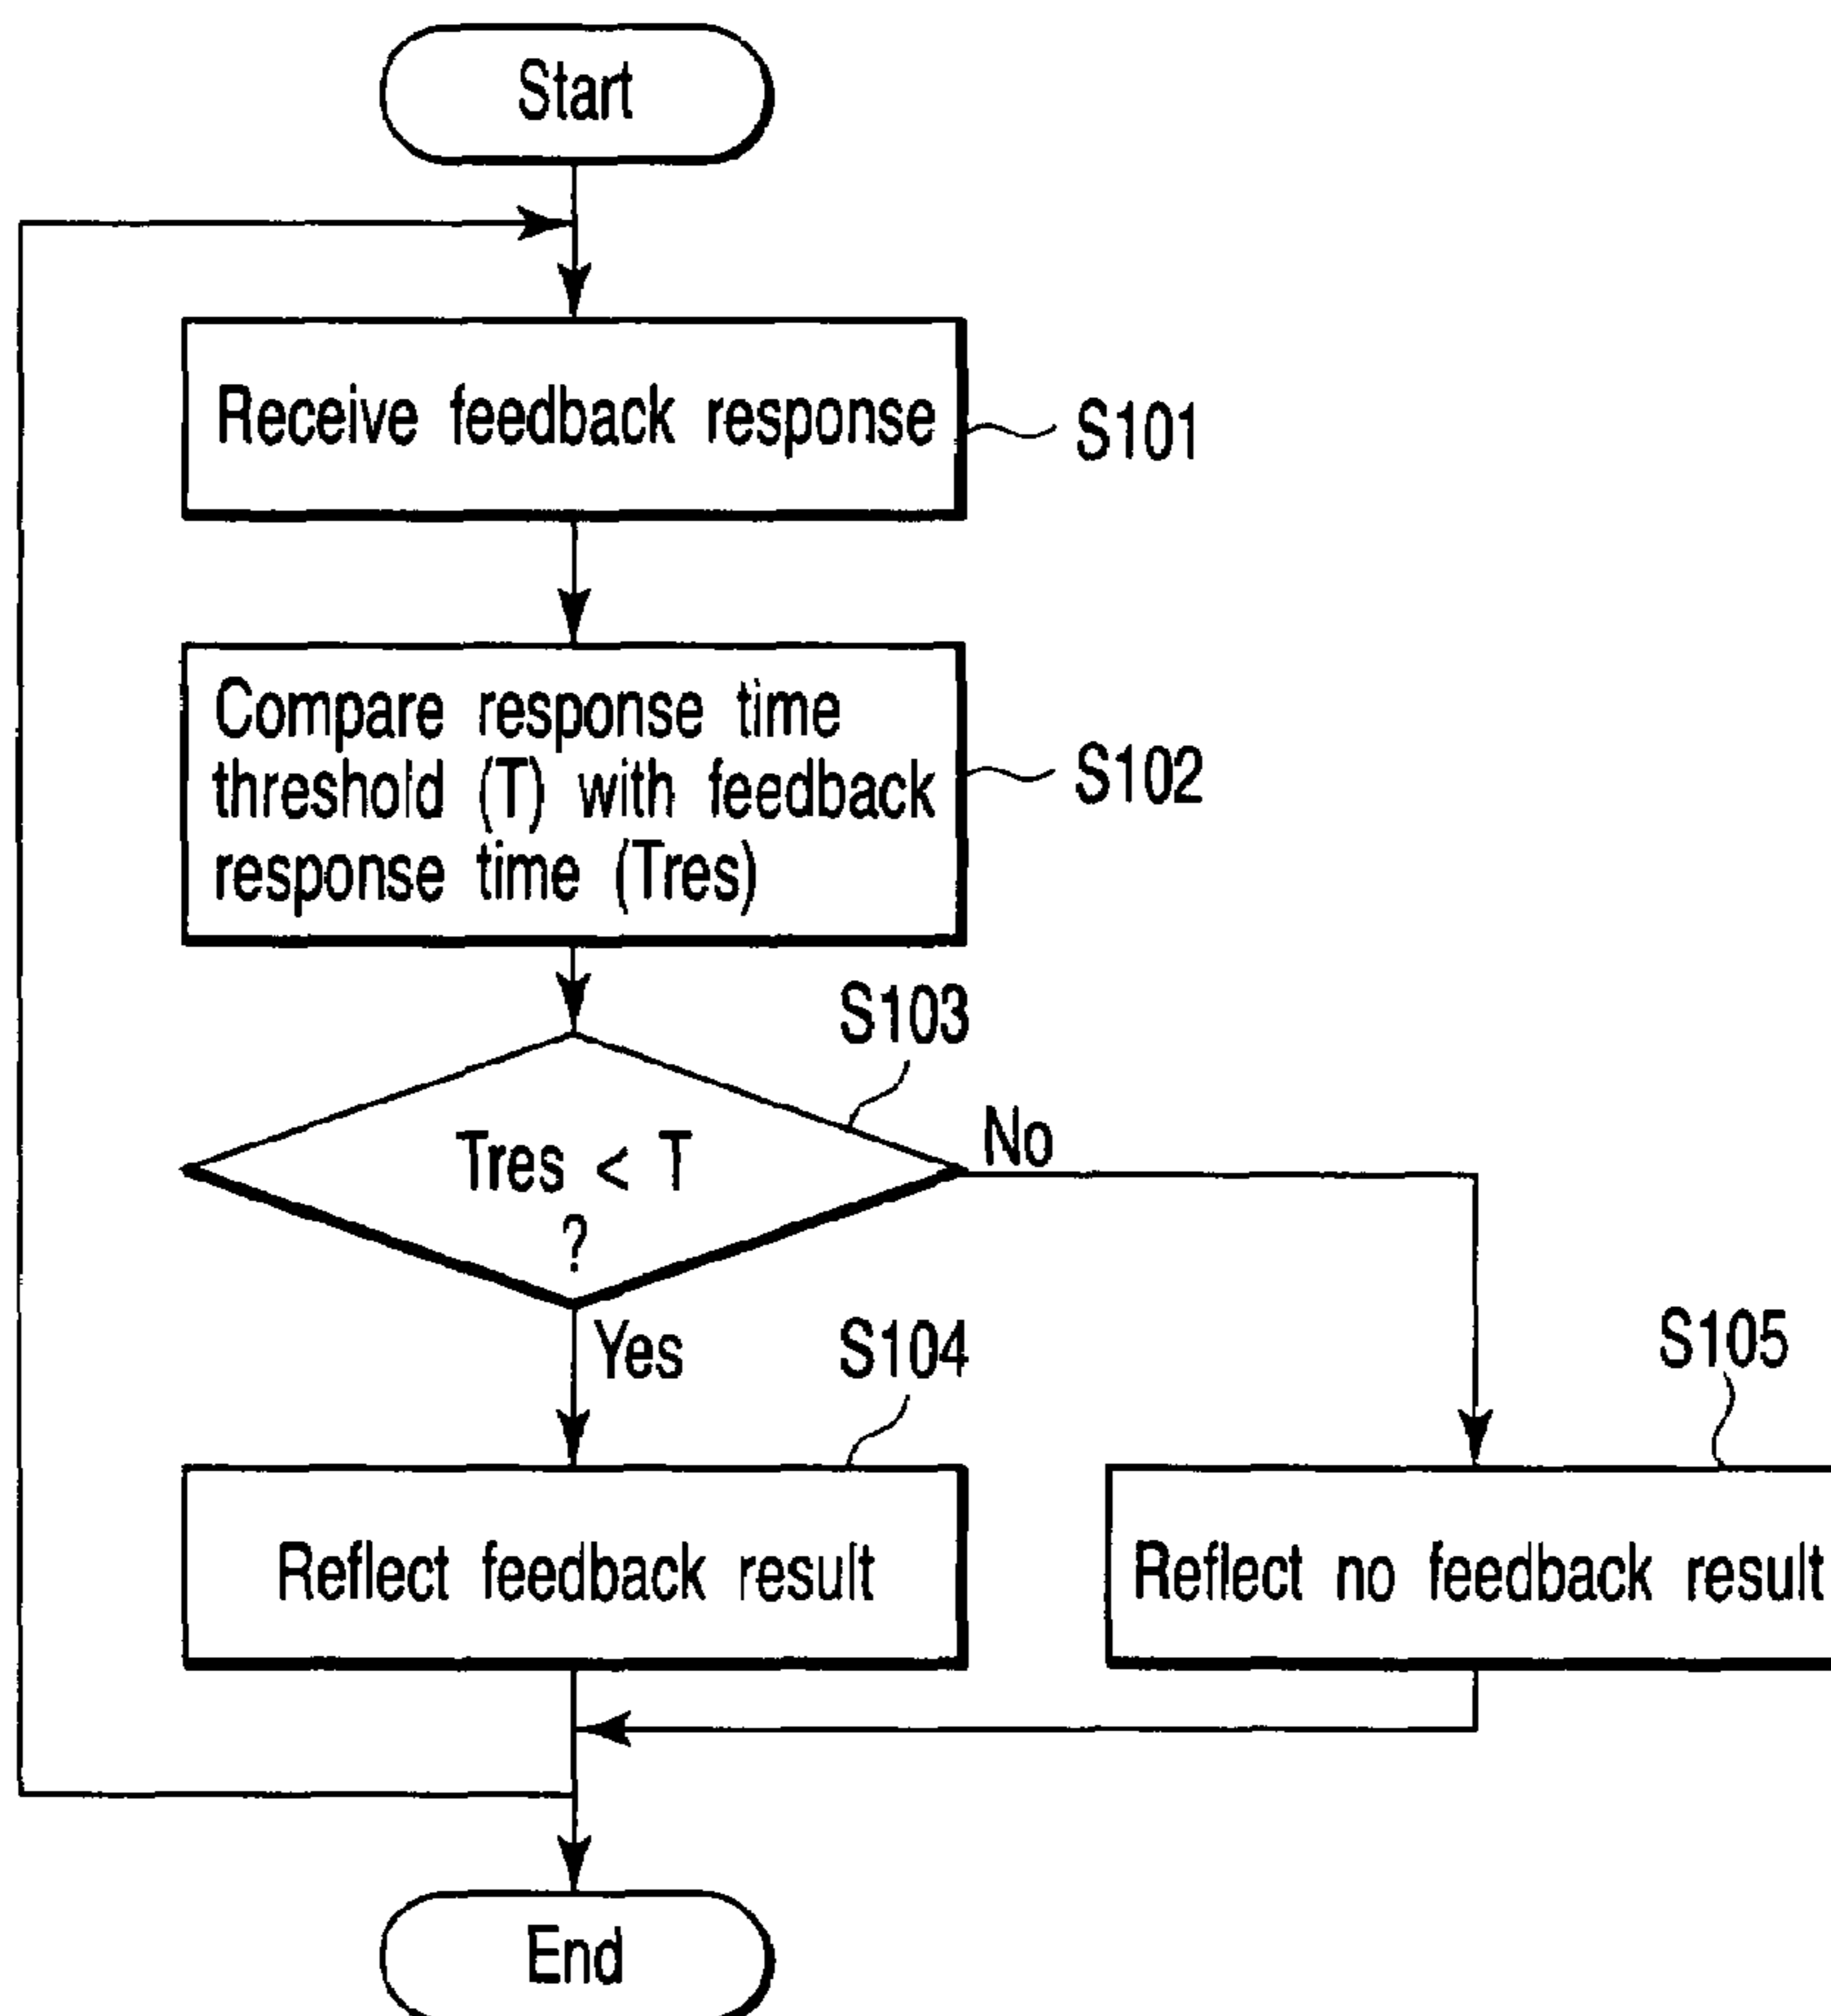 Start
Receive feedback response
S101
Compare response time
threshold (T) with feedback
response time (Tres)
S102
S103
Tres < T
?
No
Yes
S104
S105
Reflect feedback result
Reflect no feedback result
End